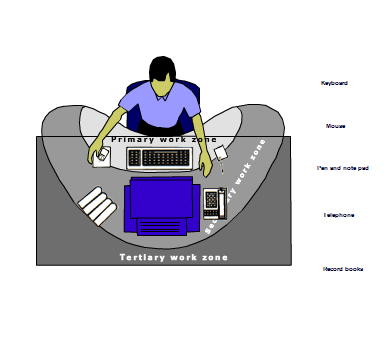 Keyboard
Mouse
Primary work zone
Pen and note pad
Secondary work zone
Telephone
Tertiary work zone
Record books